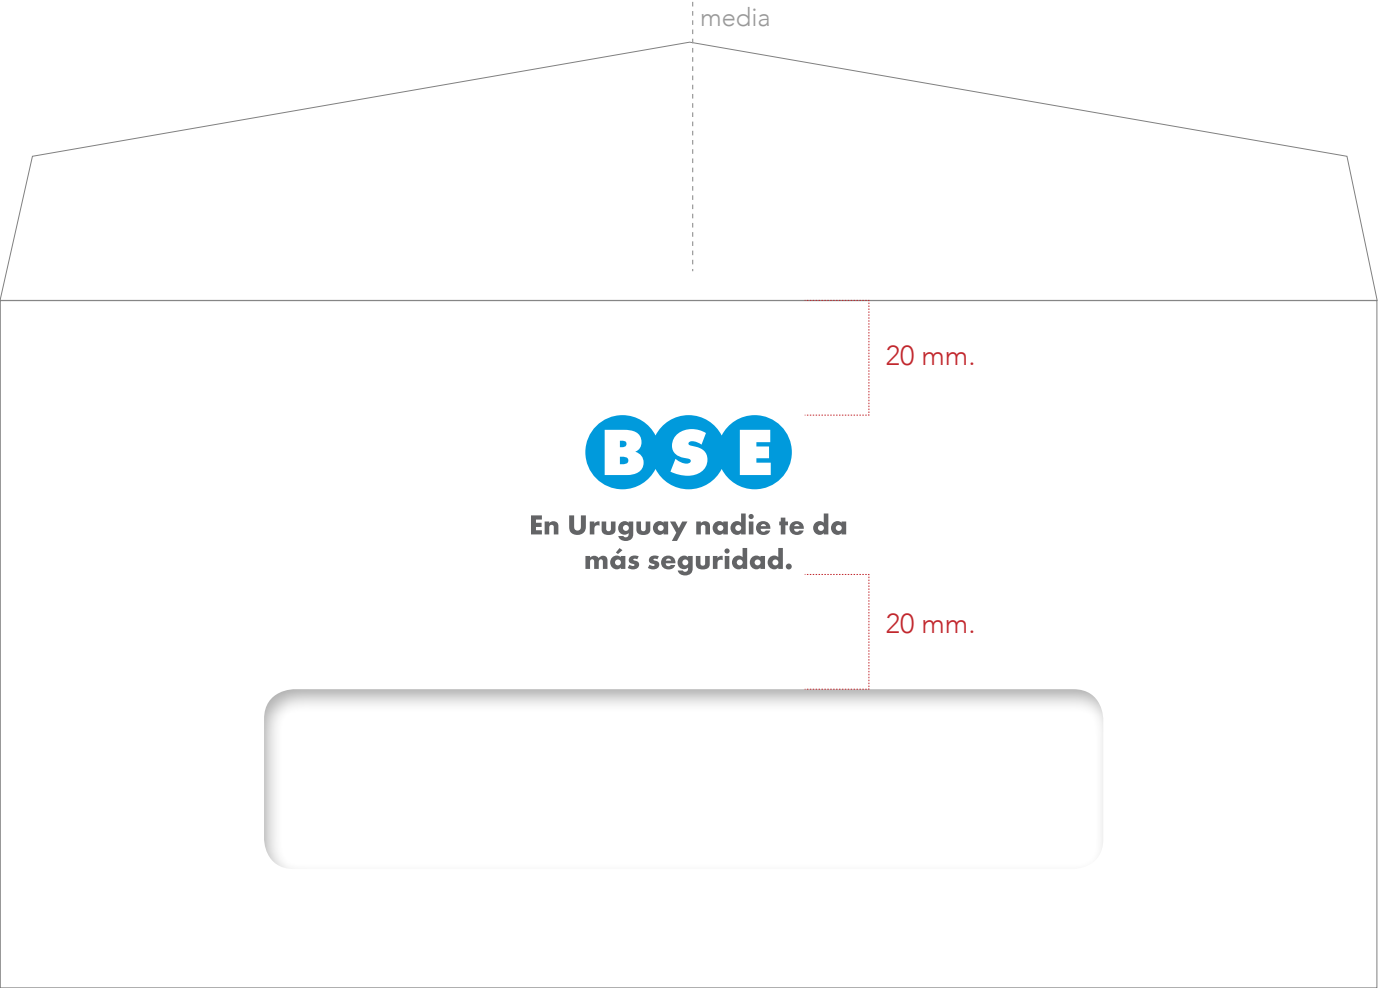 media
20 mm.
BSE
En Uruguay nadie te da
más seguridad.
20 mm.